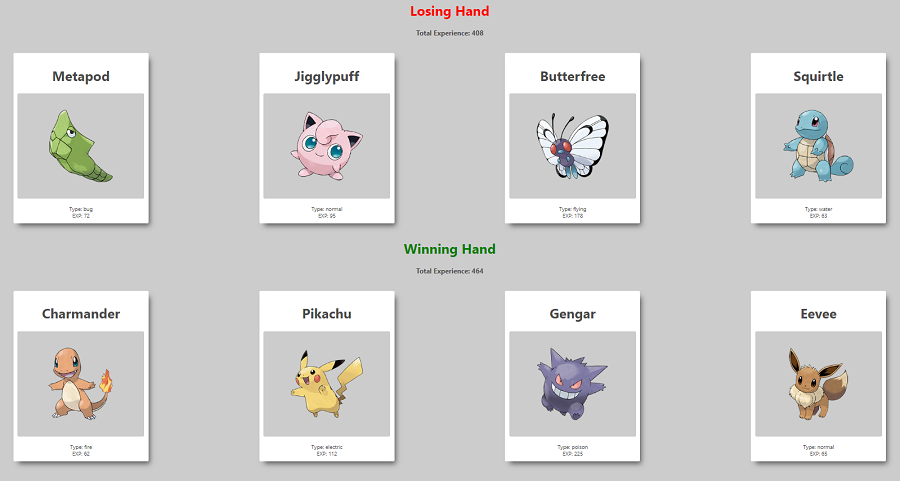 Losing Hand
Total Experience: 408
Metapod
Jigglypuff
Butterfree
Squirtle
Type: bug
EXP: 72
Type: normal
EXP: 95
Type: flying
EXP: 178
Type: water
EXP: 63
Winning Hand
Total Experience: 464
Charmander
Pikachu
Gengar
Eevee
Type: fire
EXP: 62
Type: electric
EXP: 112
Type: poison
EXP: 225
Type: normal
EXP: 65